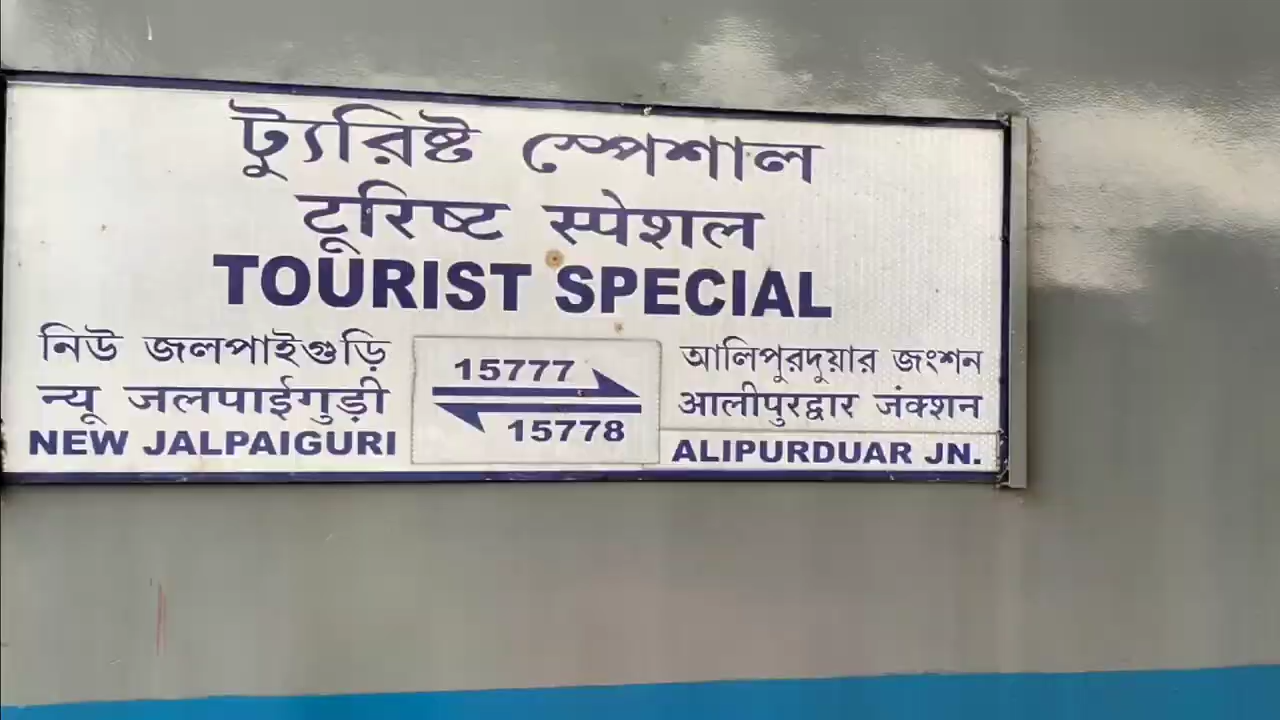 ট্যুরিষ্ট স্পেশাল
टूरिष्ट स्पेशल
TOURIST SPECIAL
নিউ জলপাইগুড়ি
न्यू जलपाईगुड़ी
NEW JALPAIGURI
15777
15778
আলিপুরদুয়ার জংশন
आलीपुरद्वार जंक्शन
ALIPURDUAR JN.